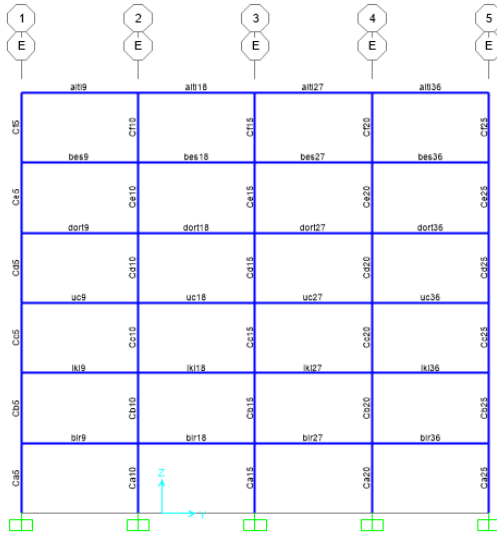 1 2 3 4 5
E E E E E
alti9 alti18 alti27 alti36
Cf5 Cf10 Cf15 Cf20 Cf25
bes9 bes18 bes27 bes36
Ce5 Ce10 Ce15 Ce20 Ce25
dort9 dort18 dort27 dort36
Cd5 Cd10 Cd15 Cd20 Cd25
uc9 uc18 uc27 uc36
Cc5 Cc10 Cc15 Cc20 Cc25
iki9 iki18 iki27 iki36
Cb5 Cb10 Cb15 Cb20 Cb25
bir9 bir18 bir27 bir36
Ca5 Ca10 Ca15 Ca20 Ca25
Z
Y